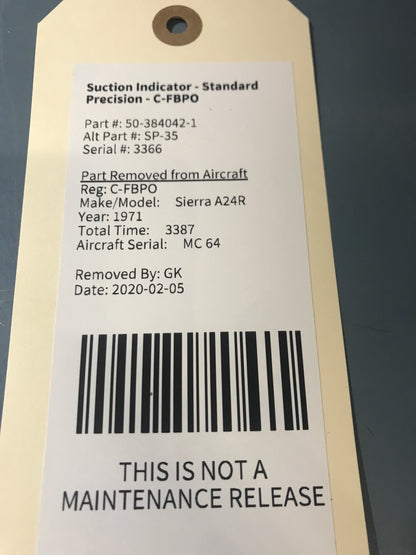 Suction Indicator - Standard
Precision - C-FBPO
Part #: 50-384042-1
Alt Part #: SP-35
Serial #: 3366
Part Removed from Aircraft
Reg: C-FBPO
Make/Model: Sierra A24R
Year: 1971
Total Time: 3387
Aircraft Serial: MC 64
Removed By: GK
Date: 2020-02-05
THIS IS NOT A
MAINTENANCE RELEASE